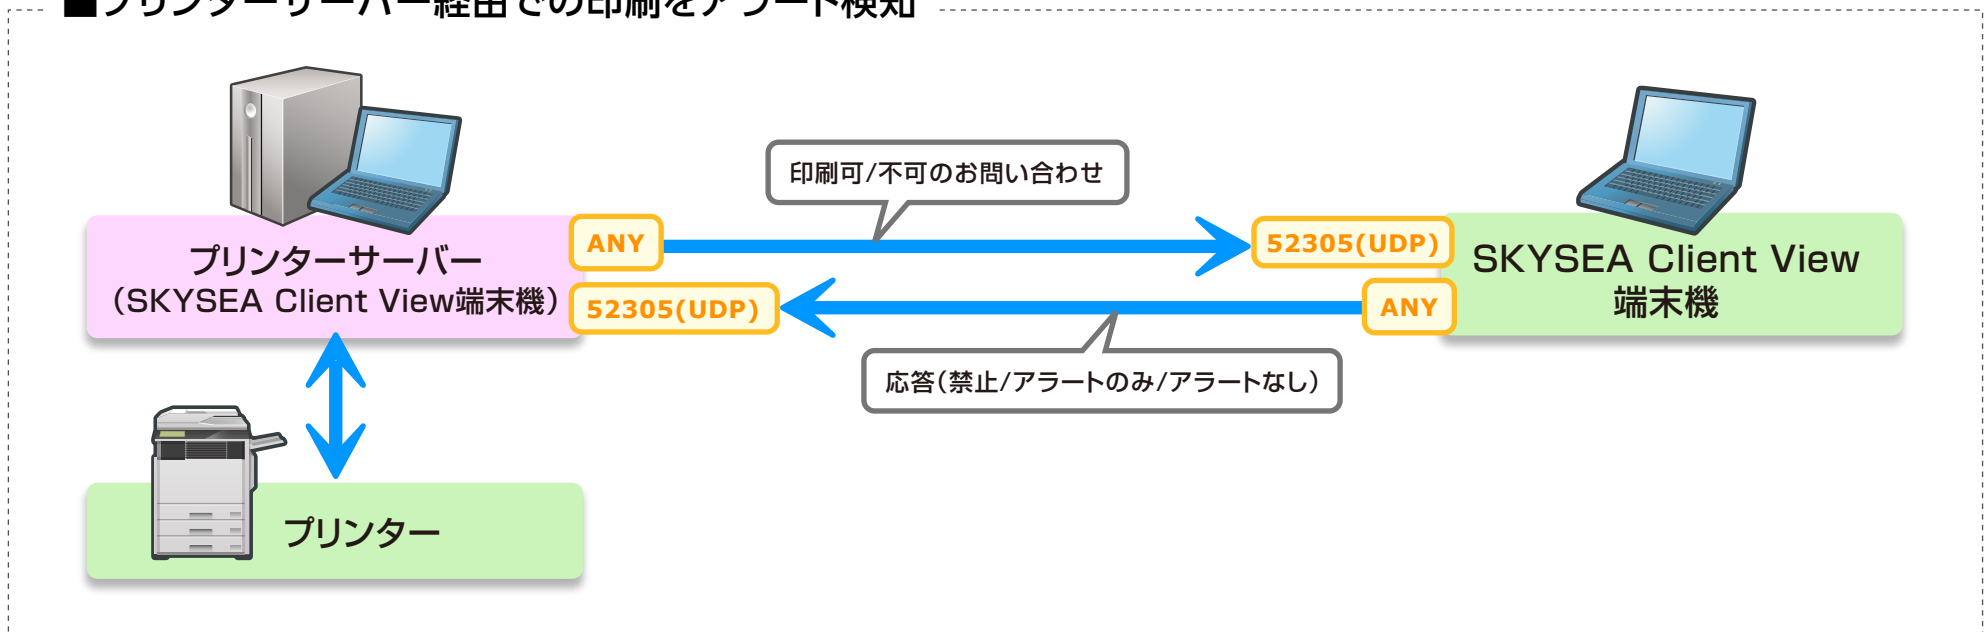 ■プリンターサーバー経由での印刷をアラート検知
印刷可/不可のお問い合わせ
ANY
52305(UDP)
プリンターサーバー
(SKYSEA Client View端末機)
SKYSEA Client View
端末機
52305(UDP)
ANY
応答(禁止/アラートのみ/アラートなし)
プリンター